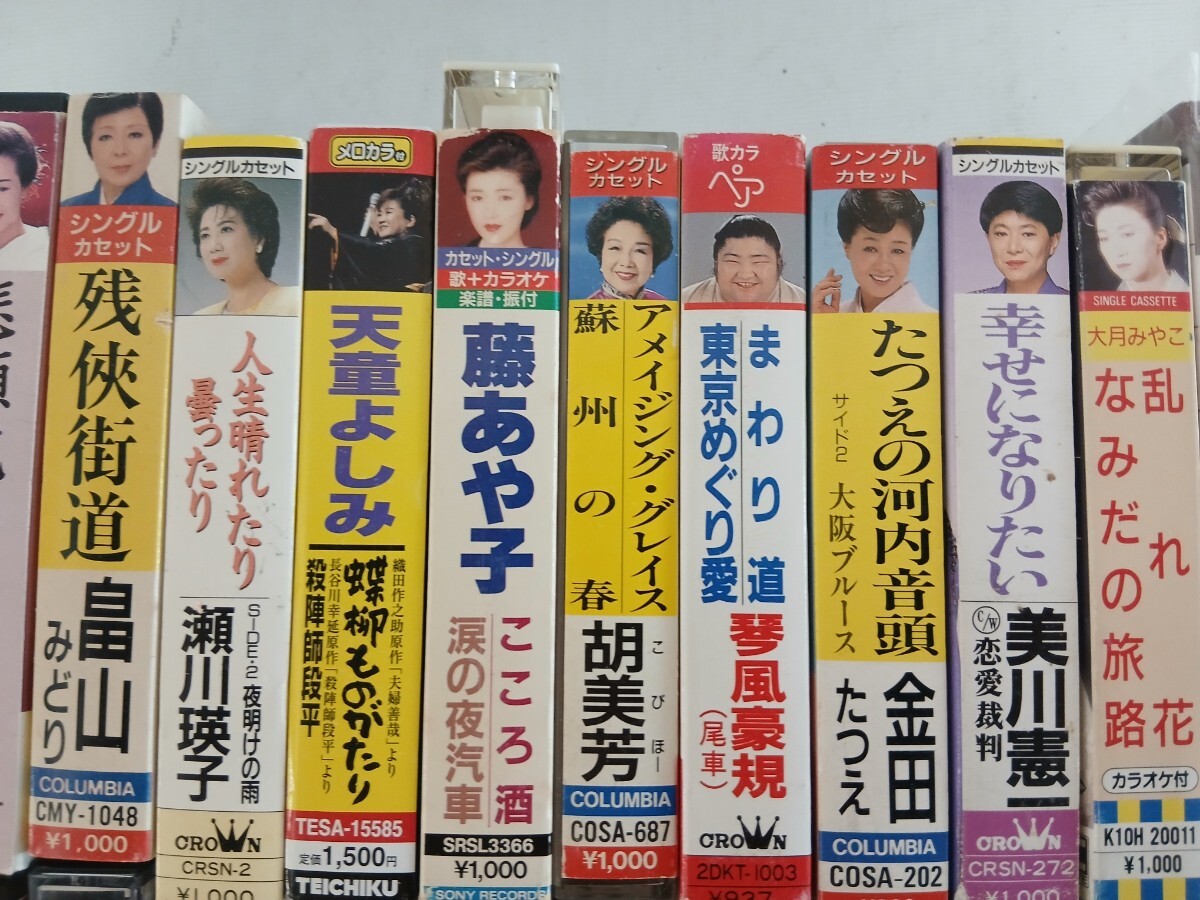 シングル
カセット
残侠街道
畠山
みどり
COLUMBIA
CMY-1048
¥1,000
シングルカセット
人生晴れたり
曇ったり
SIDE・2 夜明けの雨
瀬川瑛子
CROWN
CRSN-2
¥1,000
メロカラ付
天童よしみ
織田作之助原作「夫婦善哉」より
蝶柳ものがたり
長谷川幸延原作「殺陣師段平」より
殺陣師段平
TESA-15585
定価1,500円
TEICHIKU
カセット・シングル
歌+カラオケ
楽譜・振付
藤あや子
こころ酒
涙の夜汽車
SRSL3366
¥1,000
SONY RECORDS
シングル
カセット
アメイジング・グレイス
蘇州の春
胡美芳
こびほー
COLUMBIA
COSA-687
¥1,000
歌カラ
ペア
まわり道
東京めぐり愛
琴風豪規
(尾車)
CROWN
2DKT-1003
¥937
シングル
カセット
たつえの河内音頭
サイド2 大阪ブルース
金田
たつえ
COLUMBIA
COSA-202
シングルカセット
幸せになりたい
C/W 恋愛裁判
美川憲一
CROWN
CRSN-272
¥1,000
SINGLE CASSETTE
大月みやこ
乱れ花
なみだの旅路
カラオケ付
K10H 20011
¥1,000